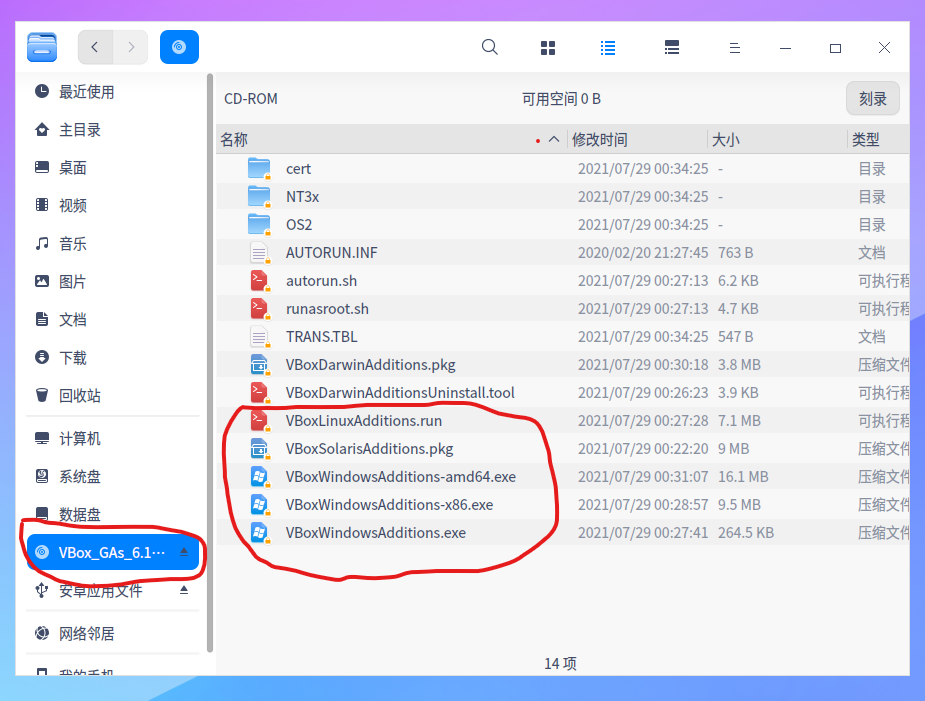 最近使用
主目录
桌面
视频
音乐
图片
文档
下载
回收站
计算机
系统盘
数据盘
VBox_GAs_6.1···
安卓应用文件
网络邻居
我的手机
CD-ROM 可用空间 0 B 刻录
名称 修改时间 大小 类型
cert 2021/07/29 00:34:25 - 目录
NT3x 2021/07/29 00:34:25 - 目录
OS2 2021/07/29 00:34:25 - 目录
AUTORUN.INF 2020/02/20 21:27:45 763 B 文档
autorun.sh 2021/07/29 00:27:13 6.2 KB 可执行程
runasroot.sh 2021/07/29 00:27:13 4.7 KB 可执行程
TRANS.TBL 2021/07/29 00:34:25 547 B 文档
VBoxDarwinAdditions.pkg 2021/07/29 00:30:18 3.8 MB 压缩文件
VBoxDarwinAdditionsUninstall.tool 2021/07/29 00:26:23 3.9 KB 可执行程
VBoxLinuxAdditions.run 2021/07/29 00:27:28 7.1 MB 可执行程
VBoxSolarisAdditions.pkg 2021/07/29 00:22:20 9 MB 压缩文件
VBoxWindowsAdditions-amd64.exe 2021/07/29 00:31:07 16.1 MB 压缩文件
VBoxWindowsAdditions-x86.exe 2021/07/29 00:28:57 9.5 MB 压缩文件
VBoxWindowsAdditions.exe 2021/07/29 00:27:41 264.5 KB 压缩文件
14 项